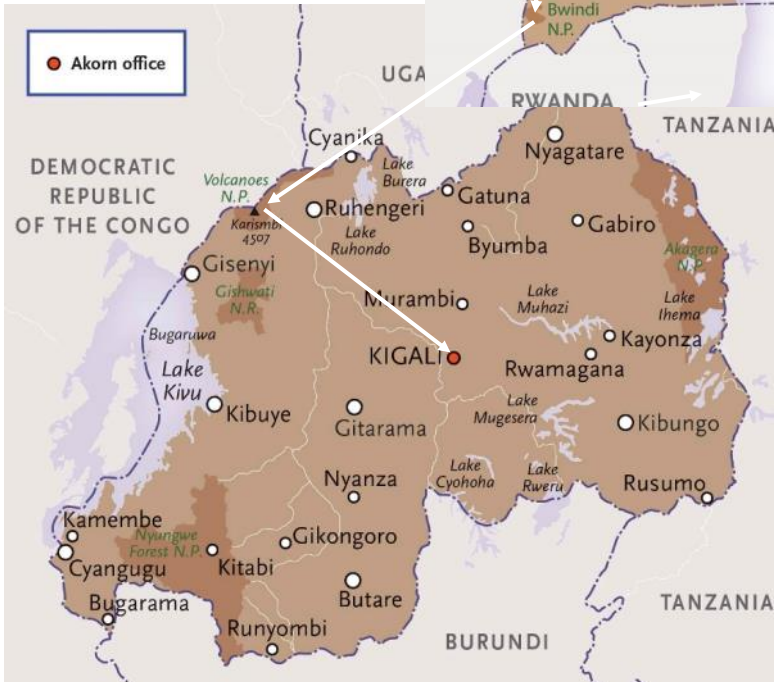 Bwindi
N.P.
Akorn office
UGA
RWANDA
TANZANIA
Cyanika
Nyagatare
DEMOCRATIC
REPUBLIC
OF THE CONGO
Lake
Burera
Volcanoes
N.P.
Gatuna
Karismbi
4507
Ruhengeri
Lake
Ruhondo
Byumba
Gabiro
Akagera
N.P.
Gisenyi
Gishwati
N.R.
Murambi
Lake
Muhazi
Lake
Ihema
Bugaruwa
Kayonza
KIGALI
Rwamagana
Lake
Kivu
Kibuye
Gitarama
Lake
Mugesera
Kibungo
Nyanza
Lake
Cyohoha
Lake
Rweru
Rusumo
Kamembe
Nyungwe
Forest N.P.
Gikongoro
Cyangugu
Kitabi
Butare
Bugarama
TANZANIA
Runyombi
BURUNDI